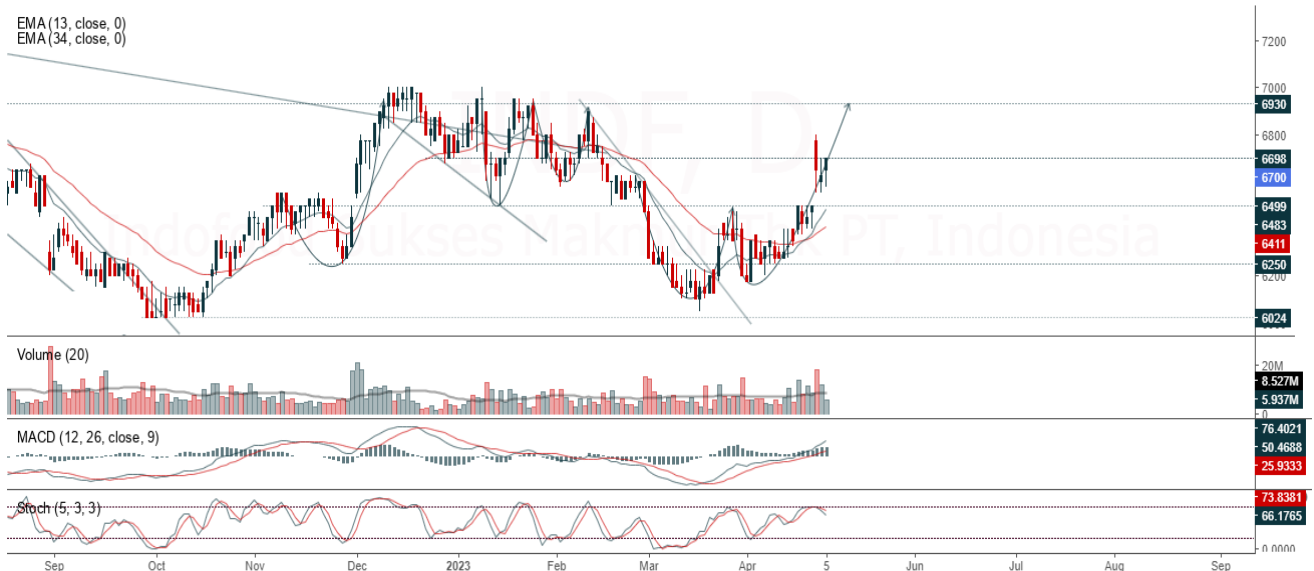 EMA (13, close, 0)
EMA (34, close, 0)
7200
7000
6930
6800
6698
6700
6499
6483
6411
6250
6200
6024
Volume (20)
20M
8.527M
5.937M
0
MACD (12, 26, close, 9)
76.4021
50.4688
25.9333
Stoch (5, 3, 3)
73.8381
66.1765
0.0000
Sep Oct Nov Dec 2023 Feb Mar Apr 5 Jun Jul Aug Sep